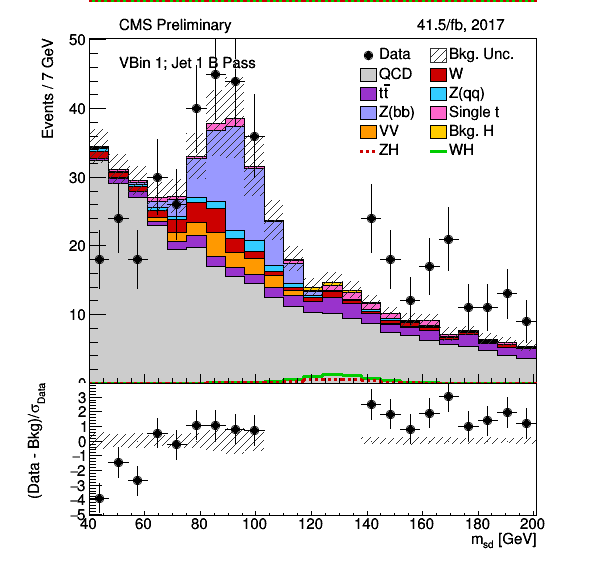 CMS Preliminary 41.5/fb, 2017
Events / 7 GeV
50
40
30
20
10
0
VBin 1; Jet 1 B Pass
Data Bkg. Unc.
QCD W
tt̄ Z(qq)
Z(bb) Single t
VV Bkg. H
ZH WH
(Data - Bkg)/σData
3
2
1
0
−1
−2
−3
−4
−5
40 60 80 100 120 140 160 180 200
msd [GeV]